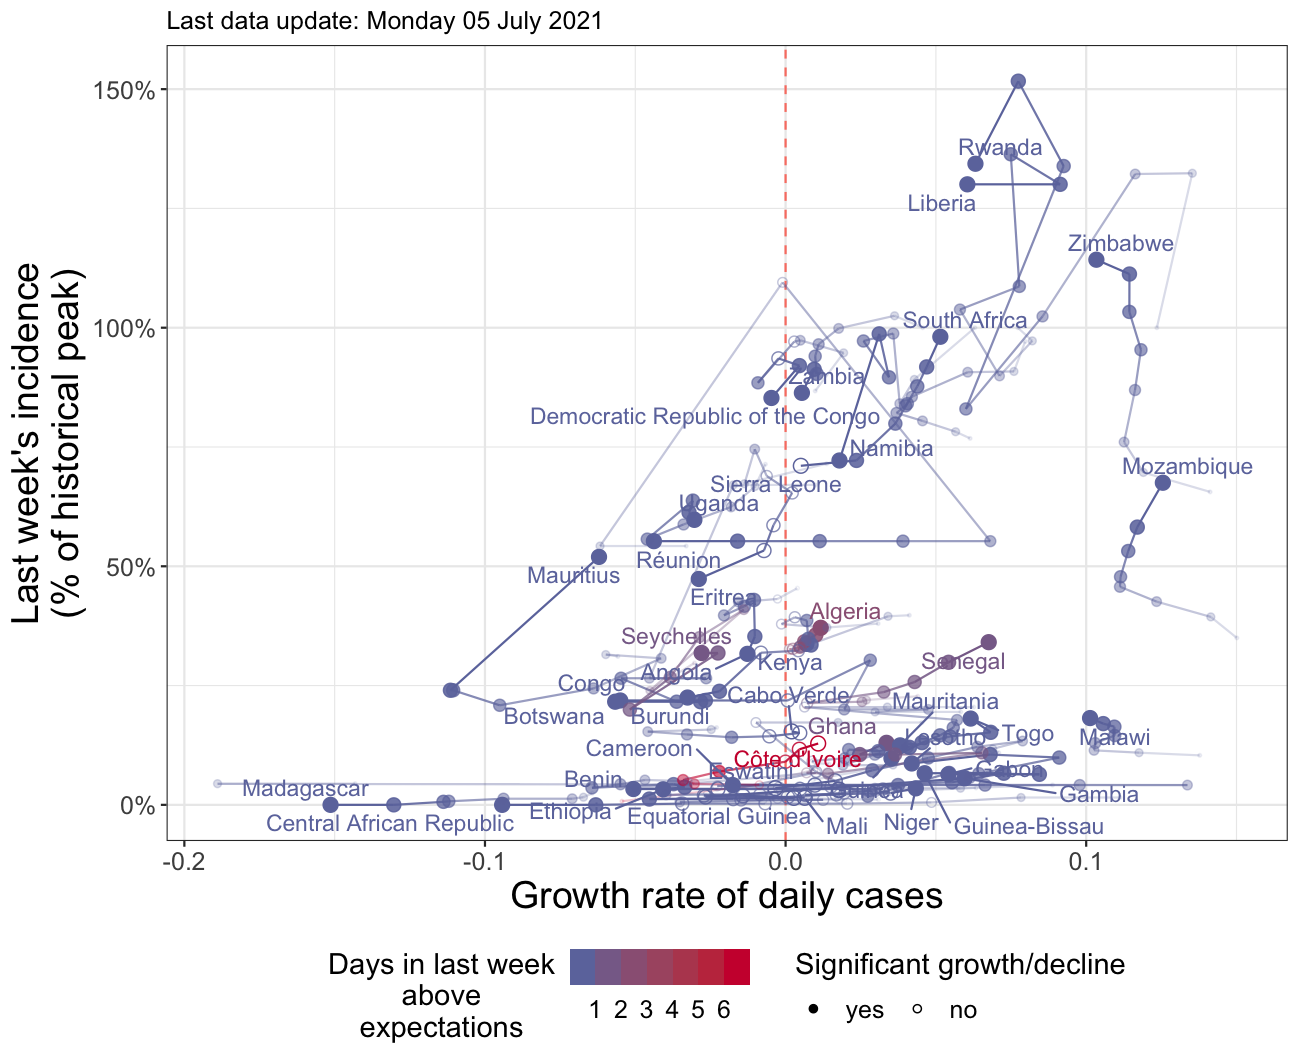 Last data update: Monday 05 July 2021
Last week's incidence
(% of historical peak)
150%
100%
50%
0%
Rwanda
Liberia
Zimbabwe
South Africa
Zambia
Democratic Republic of the Congo
Namibia
Mozambique
Sierra Leone
Uganda
Réunion
Mauritius
Eritrea
Algeria
Seychelles
Senegal
Kenya
Angola
Congo
Cabo Verde
Mauritania
Botswana
Burundi
Ghana
Lesotho
Togo
Malawi
Cameroon
Côte d'Ivoire
Eswatini
Gabon
Benin
Madagascar
Guinea
Gambia
Ethiopia
Equatorial Guinea
Central African Republic
Mali
Niger
Guinea-Bissau
-0.2
-0.1
0.0
0.1
Growth rate of daily cases
Days in last week
above
expectations
1 2 3 4 5 6
Significant growth/decline
yes
no